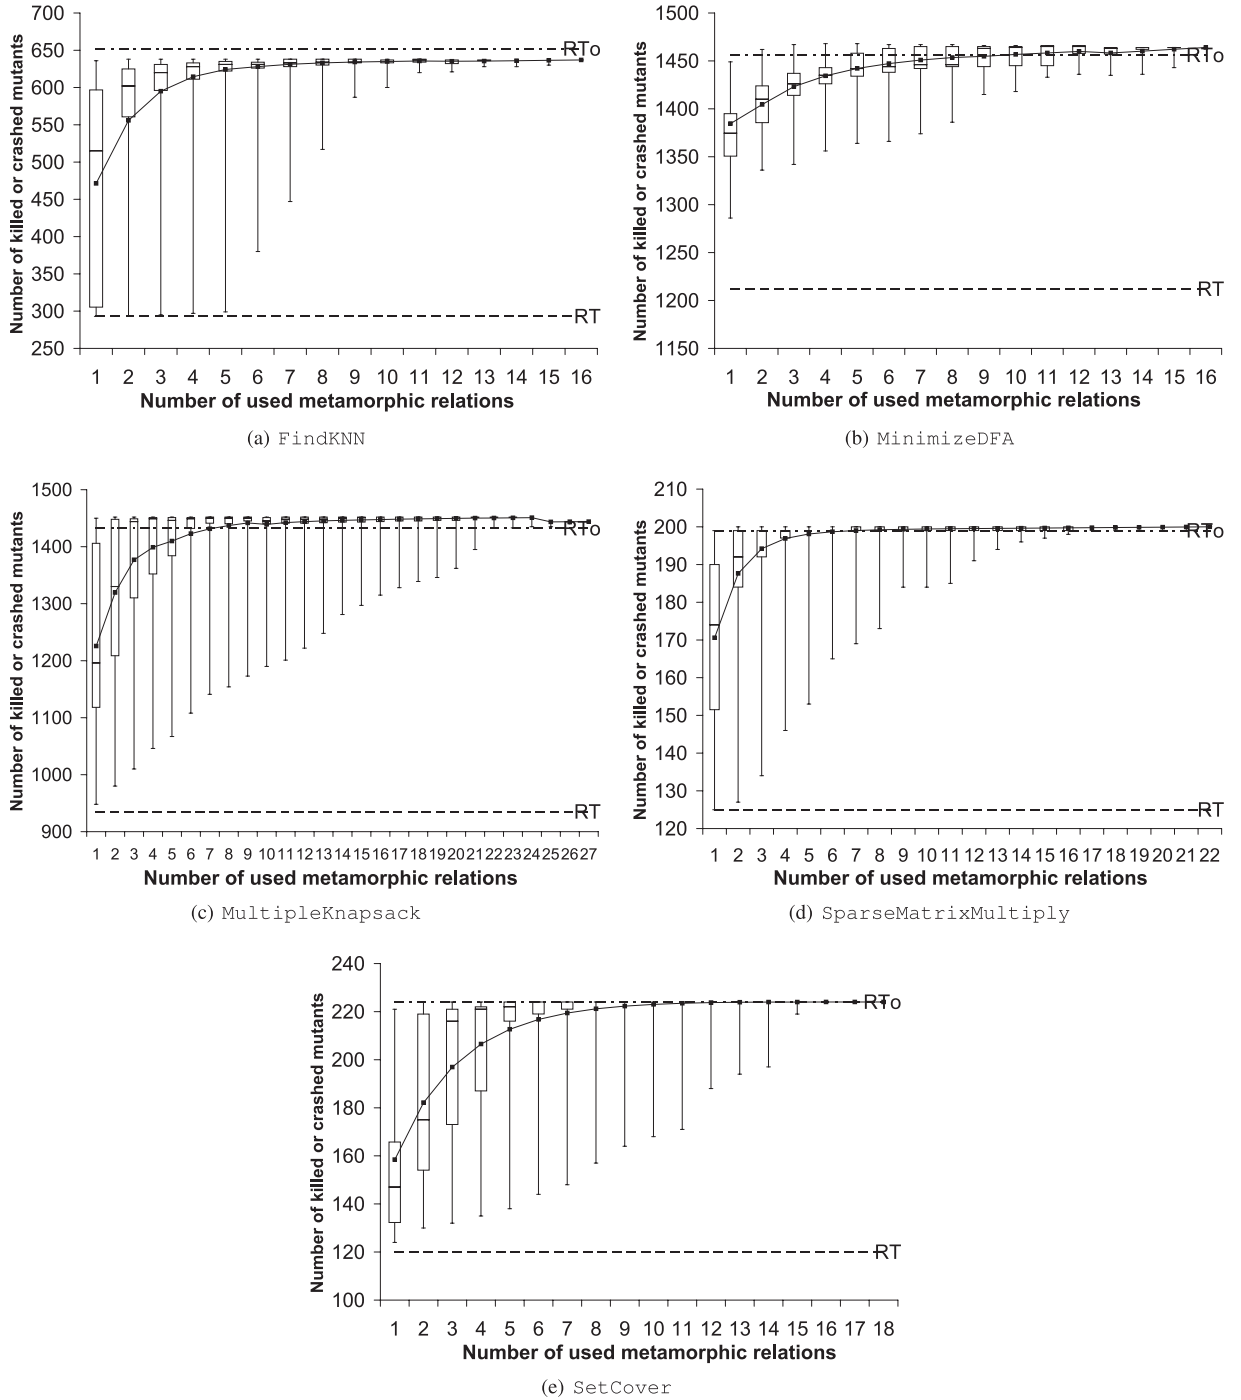 700
650
600
550
500
450
400
350
300
250
Number of killed or crashed mutants
RTo
RT
1 2 3 4 5 6 7 8 9 10 11 12 13 14 15 16
Number of used metamorphic relations
(a) FindKNN
1500
1450
1400
1350
1300
1250
1200
1150
Number of killed or crashed mutants
RTo
RT
1 2 3 4 5 6 7 8 9 10 11 12 13 14 15 16
Number of used metamorphic relations
(b) MinimizeDFA
1500
1400
1300
1200
1100
1000
900
Number of killed or crashed mutants
RTo
RT
1 2 3 4 5 6 7 8 9 10 11 12 13 14 15 16 17 18 19 20 21 22 23 24 25 26 27
Number of used metamorphic relations
(c) MultipleKnapsack
210
200
190
180
170
160
150
140
130
120
Number of killed or crashed mutants
RTo
RT
1 2 3 4 5 6 7 8 9 10 11 12 13 14 15 16 17 18 19 20 21 22
Number of used metamorphic relations
(d) SparseMatrixMultiply
240
220
200
180
160
140
120
100
Number of killed or crashed mutants
RTo
RT
1 2 3 4 5 6 7 8 9 10 11 12 13 14 15 16 17 18
Number of used metamorphic relations
(e) SetCover